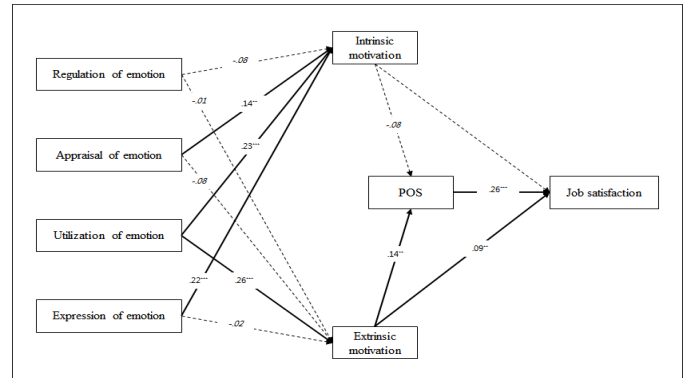 Intrinsic
motivation
Regulation of emotion
-.08
-.01
.14**
Appraisal of emotion
.23***
-.08
-.08
POS
.26***
Job satisfaction
Utilization of emotion
.22***
.26***
.14**
.09**
Expression of emotion
-.02
Extrinsic
motivation